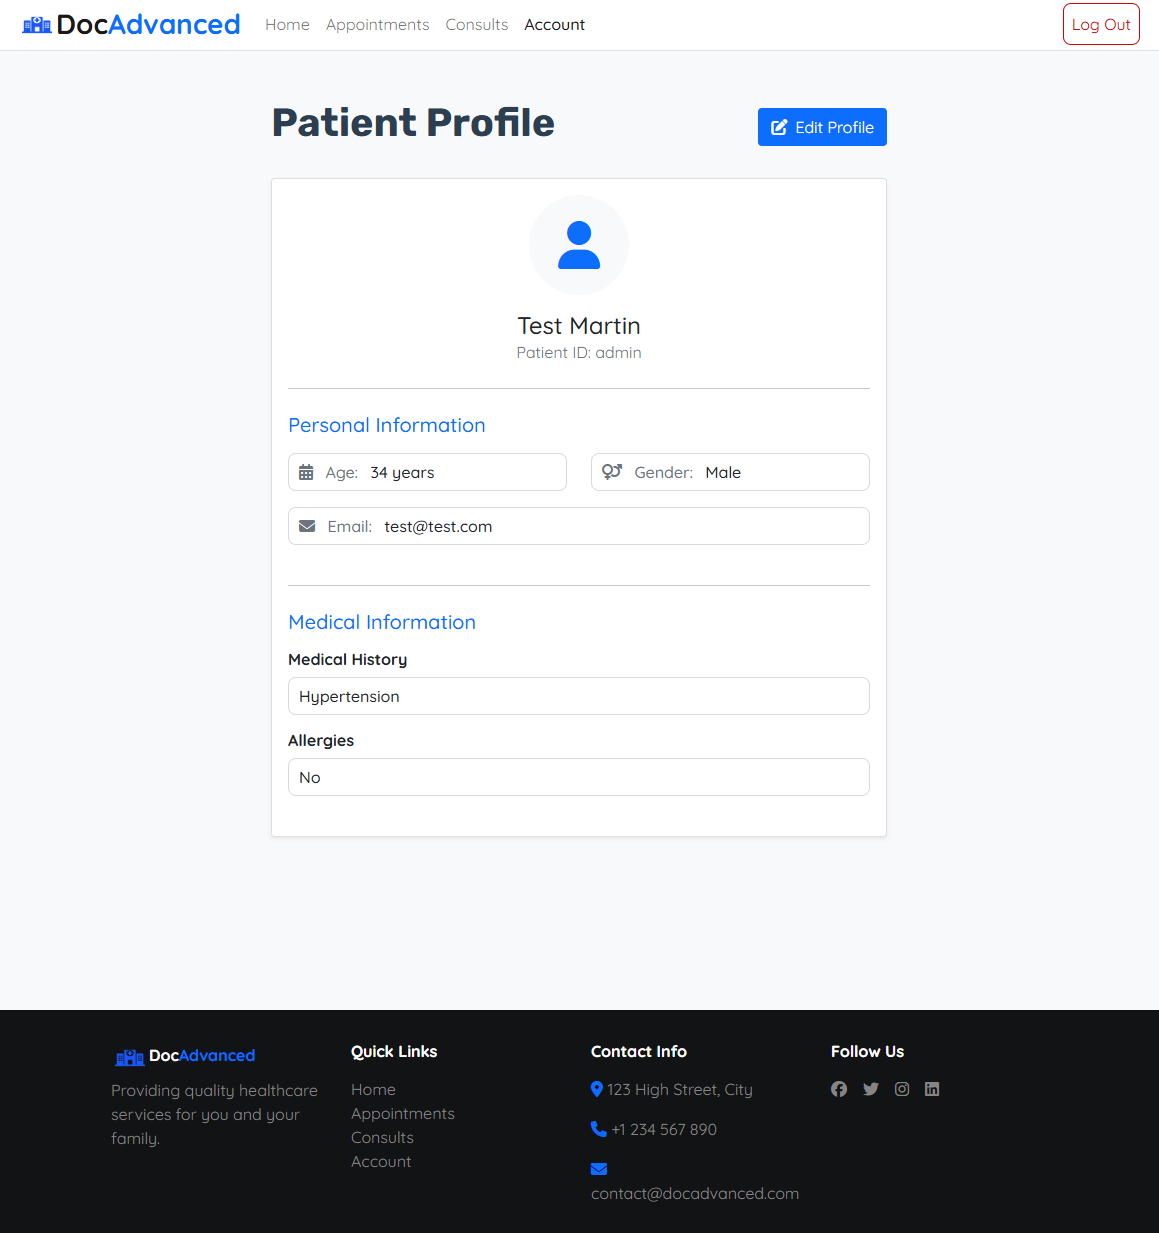 DocAdvanced Home Appointments Consults Account Log Out
Patient Profile
Edit Profile
Test Martin
Patient ID: admin
Personal Information
Age: 34 years
Gender: Male
Email: test@test.com
Medical Information
Medical History
Hypertension
Allergies
No
DocAdvanced
Providing quality healthcare
services for you and your
family.
Quick Links
Home
Appointments
Consults
Account
Contact Info
123 High Street, City
+1 234 567 890
contact@docadvanced.com
Follow Us